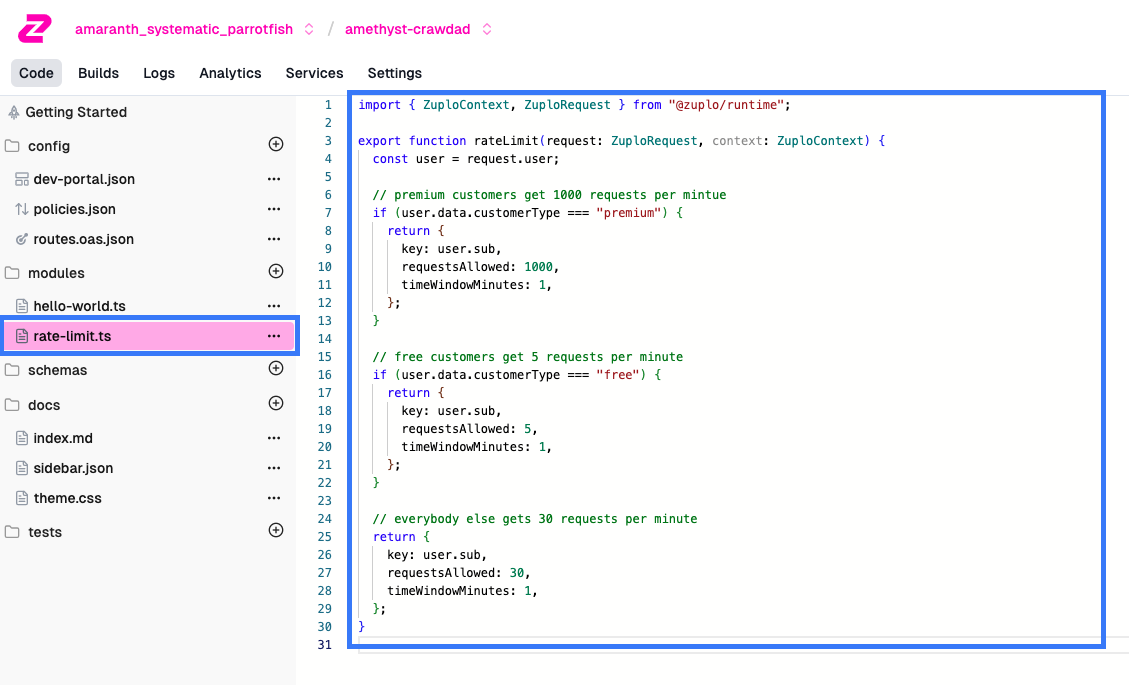 Z
amaranth_systematic_parrotfish / amethyst-crawdad
Code Builds Logs Analytics Services Settings
Getting Started
config
dev-portal.json ...
policies.json ...
routes.oas.json ...
modules
hello-world.ts ...
rate-limit.ts ...
schemas
docs
index.md ...
sidebar.json ...
theme.css ...
tests
1 import { ZuploContext, ZuploRequest } from "@zuplo/runtime";
2
3 export function rateLimit(request: ZuploRequest, context: ZuploContext) {
4   const user = request.user;
5
6   // premium customers get 1000 requests per mintue
7   if (user.data.customerType === "premium") {
8     return {
9       key: user.sub,
10       requestsAllowed: 1000,
11       timeWindowMinutes: 1,
12     };
13   }
14
15   // free customers get 5 requests per minute
16   if (user.data.customerType === "free") {
17     return {
18       key: user.sub,
19       requestsAllowed: 5,
20       timeWindowMinutes: 1,
21     };
22   }
23
24   // everybody else gets 30 requests per minute
25   return {
26     key: user.sub,
27     requestsAllowed: 30,
28     timeWindowMinutes: 1,
29   };
30 }
31